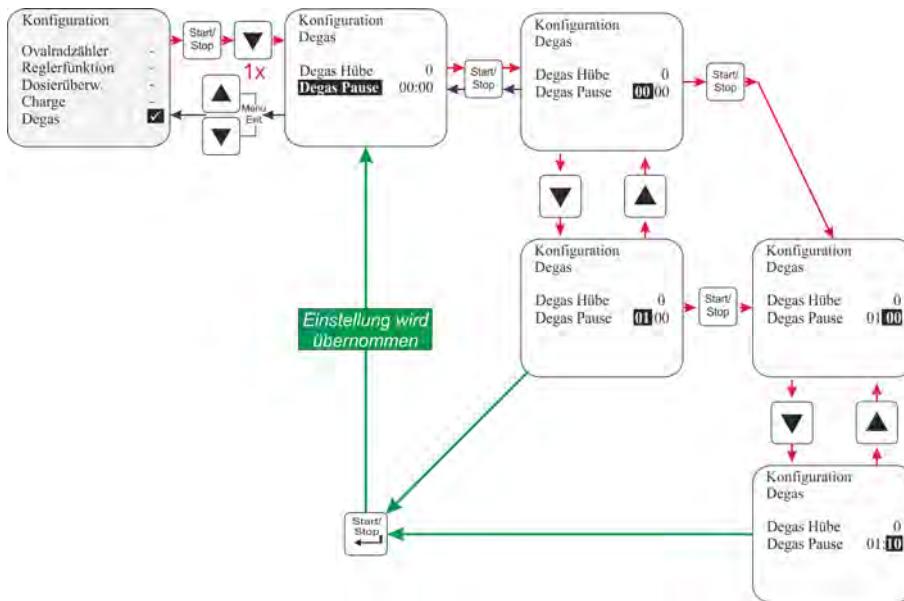 Konfiguration
Ovalradzähler -
Reglerfunktion -
Dosierüberw. -
Charge -
Degas
Start/
Stop
1x
Menu
Exit
Konfiguration
Degas
Degas Hübe 0
Degas Pause 00:00
Start/
Stop
Konfiguration
Degas
Degas Hübe 0
Degas Pause 00:00
Start/
Stop
Konfiguration
Degas
Degas Hübe 0
Degas Pause 01:00
Start/
Stop
Konfiguration
Degas
Degas Hübe 0
Degas Pause 01:00
Einstellung wird
übernommen
Konfiguration
Degas
Degas Hübe 0
Degas Pause 01:10
Start/
Stop